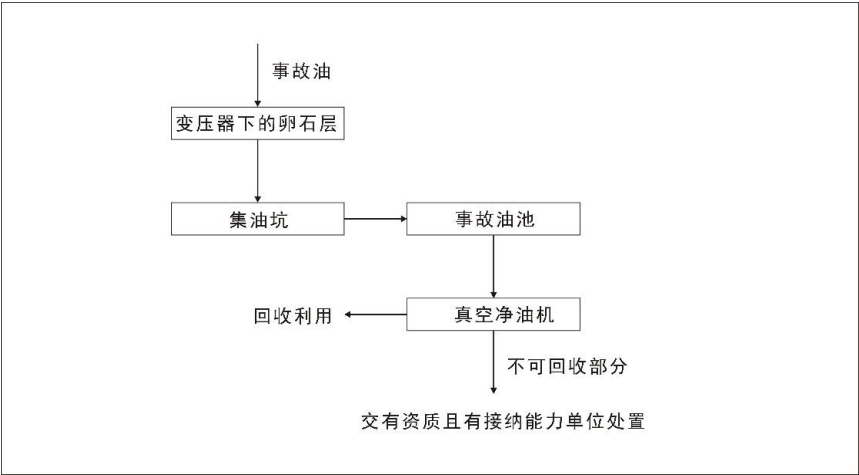 事故油
变压器下的卵石层
集油坑
事故油池
回收利用
真空净油机
不可回收部分
交有资质且有接纳能力单位处置